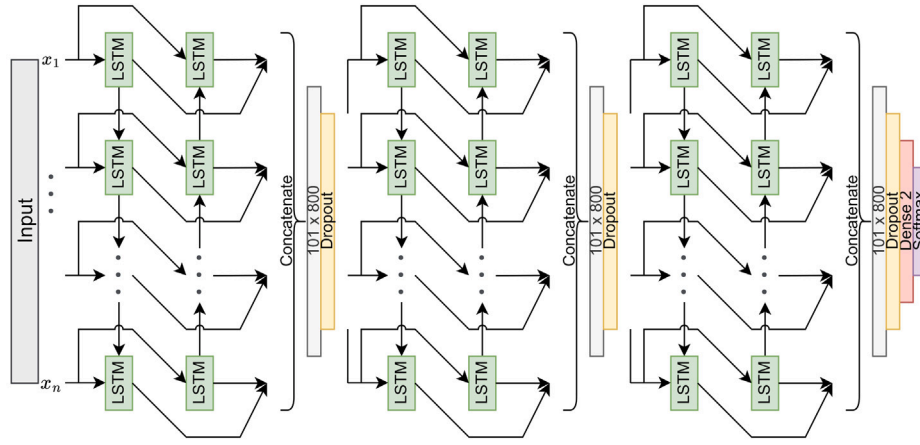 Input
x₁
xₙ
LSTM
LSTM
LSTM
LSTM
LSTM
LSTM
Concatenate
101 x 800
Dropout
LSTM
LSTM
LSTM
LSTM
LSTM
LSTM
Concatenate
101 x 800
Dropout
LSTM
LSTM
LSTM
LSTM
LSTM
LSTM
Concatenate
101 x 800
Dropout
Dense 2
Softmax